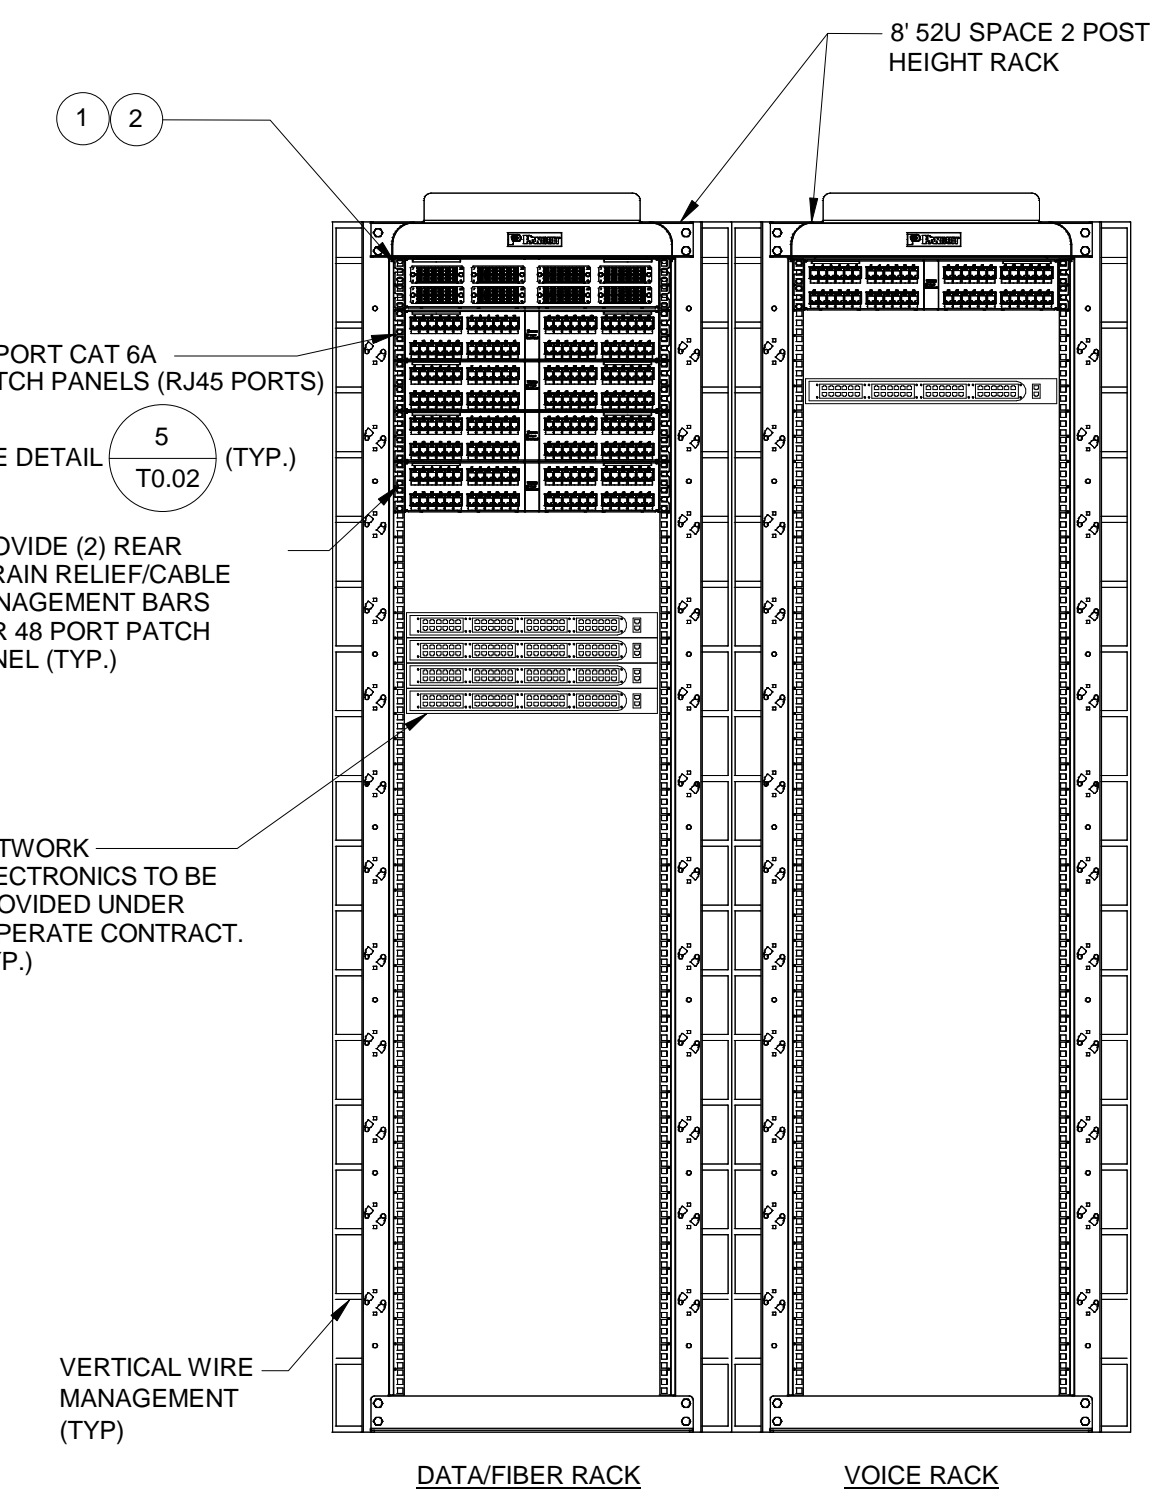 8' 52U SPACE 2 POST
HEIGHT RACK
1 2
PANDUIT
PANDUIT
PORT CAT 6A
TCH PANELS (RJ45 PORTS)
E DETAIL 5 (TYP.)
T0.02
OVIDE (2) REAR
RAIN RELIEF/CABLE
NAGEMENT BARS
R 48 PORT PATCH
NEL (TYP.)
TWORK
ECTRONICS TO BE
OVIDED UNDER
PERATE CONTRACT.
YP.)
VERTICAL WIRE
MANAGEMENT
(TYP)
DATA/FIBER RACK
VOICE RACK